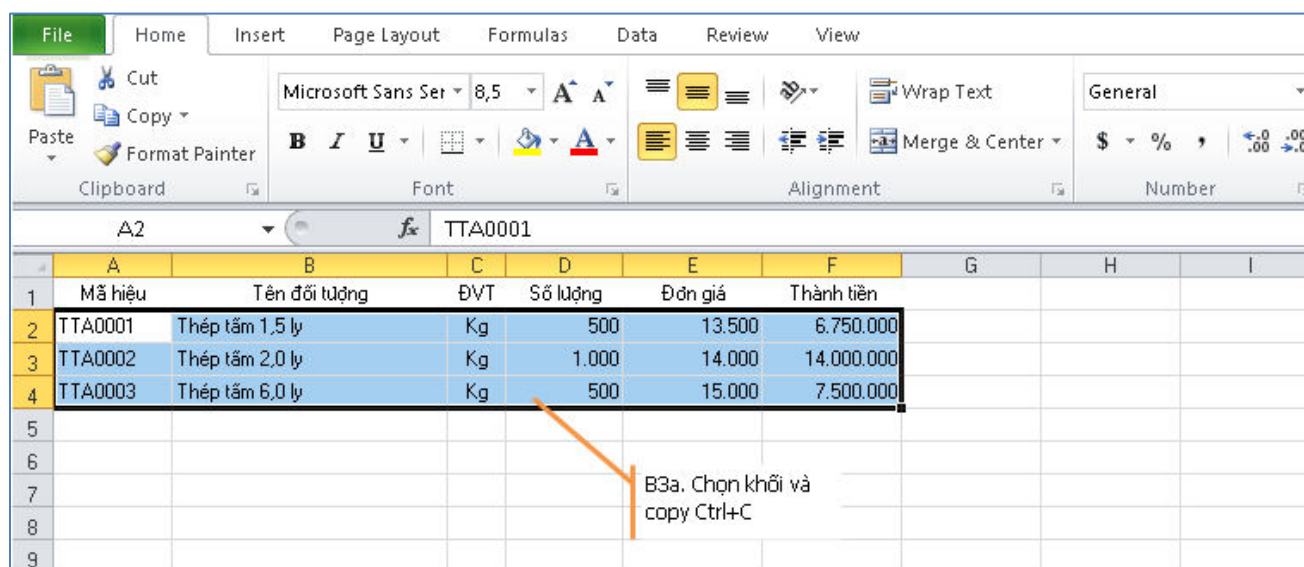 File Home Insert Page Layout Formulas Data Review View
Cut
Copy
Format Painter
Paste
Microsoft Sans Ser 8,5 A A
B I U A
Wrap Text
Merge & Center
General
$ % ,
Clipboard Font Alignment Number
A2 fx TTA0001
A B C D E F G H I
1 Mã hiệu Tên đối tượng ĐVT Số lượng Đơn giá Thành tiền
2 TTA0001 Thép tấm 1,5 ly Kg 500 13.500 6.750.000
3 TTA0002 Thép tấm 2,0 ly Kg 1.000 14.000 14.000.000
4 TTA0003 Thép tấm 6,0 ly Kg 500 15.000 7.500.000
5
6
7
8
9
B3a. Chọn khối và
copy Ctrl+C